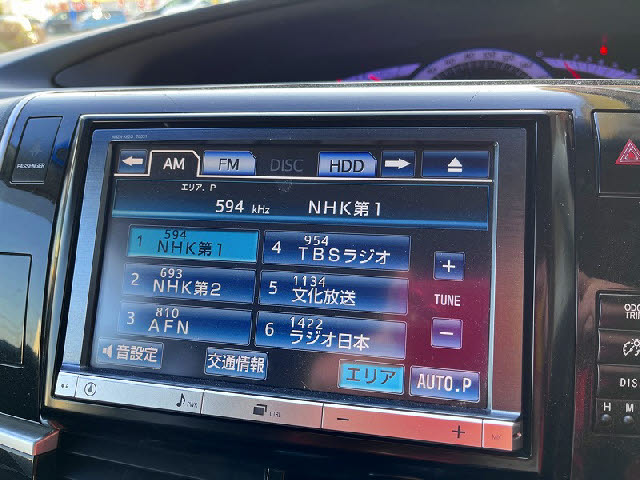 AM FM DISC HDD
エリア.P
594 kHz NHK第1
1 594 NHK第1
2 693 NHK第2
3 810 AFN
4 954 TBSラジオ
5 1134 文化放送
6 1422 ラジオ日本
+
TUNE
−
音設定
交通情報
エリア
AUTO.P
− +
DIS
H M